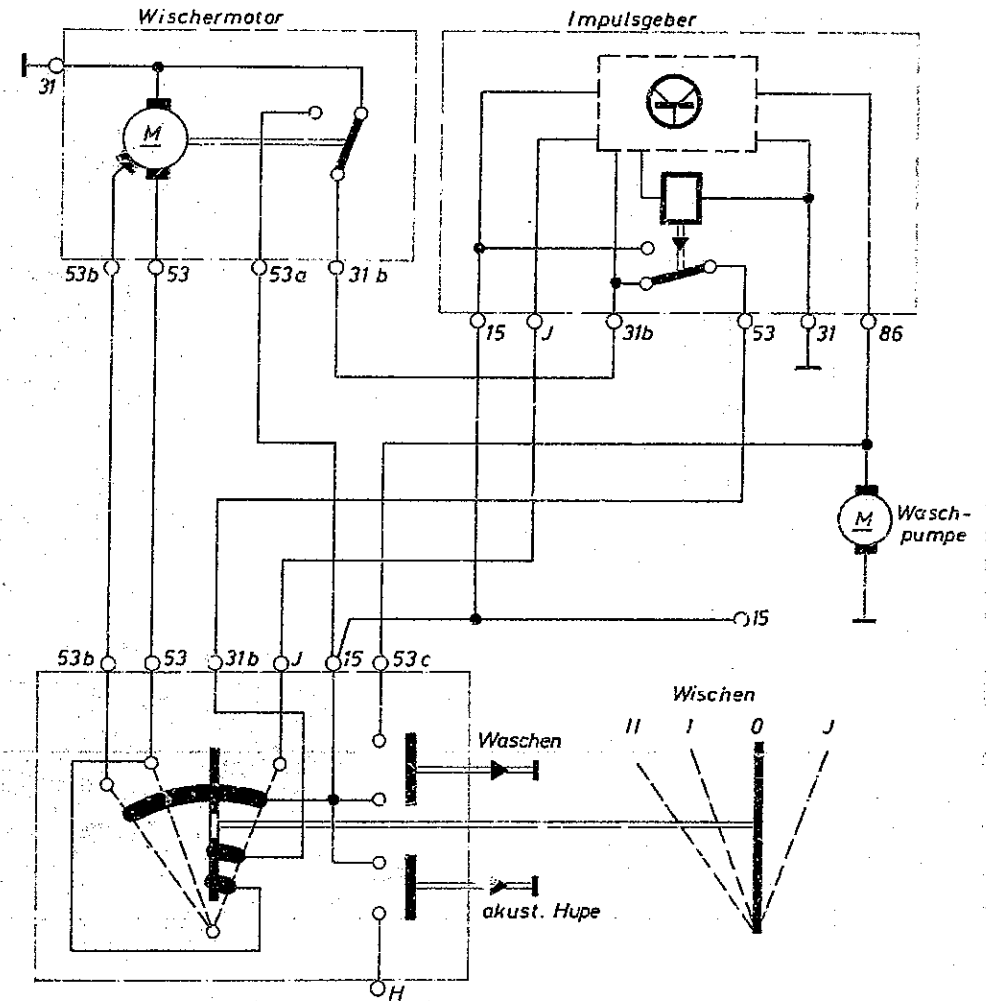 Wischermotor
Impulsgeber
31
M
53b
53
53a
31 b
15
J
31b
53
31
86
M
Wasch-
pumpe
15
53b
53
31b
J
15
53c
Waschen
Wischen
II
I
0
J
akust. Hupe
H